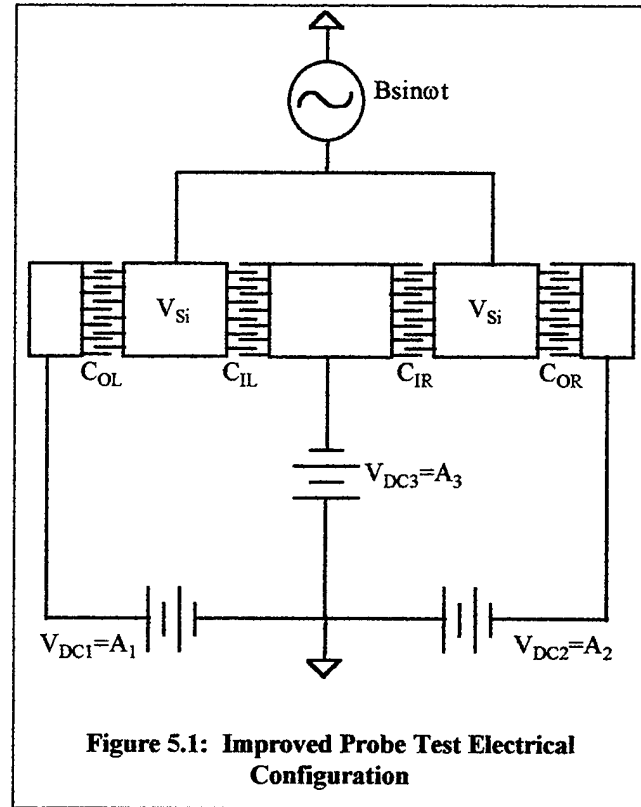 Bsinωt
V_Si
V_Si
C_OL
C_IL
C_IR
C_OR
V_DC3=A_3
V_DC1=A_1
V_DC2=A_2
Figure 5.1: Improved Probe Test Electrical
Configuration